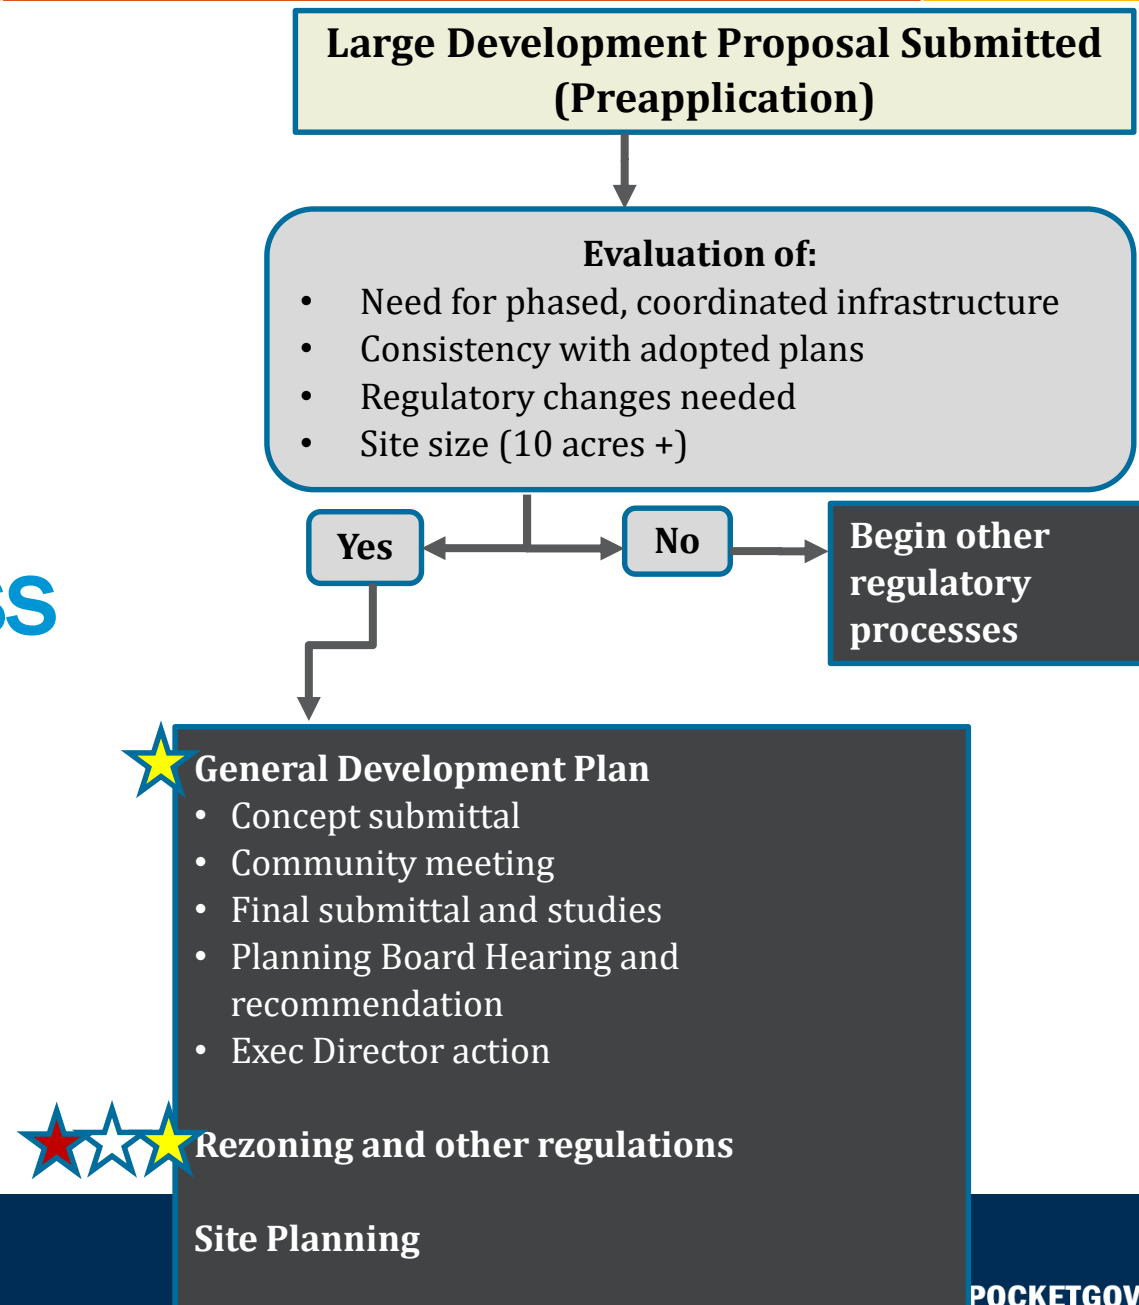 Large Development Proposal Submitted
(Preapplication)
Evaluation of:
• Need for phased, coordinated infrastructure
• Consistency with adopted plans
• Regulatory changes needed
• Site size (10 acres +)
Yes
No
Begin other
regulatory
processes
ss
General Development Plan
• Concept submittal
• Community meeting
• Final submittal and studies
• Planning Board Hearing and
recommendation
• Exec Director action
Rezoning and other regulations
Site Planning
POCKETGOV